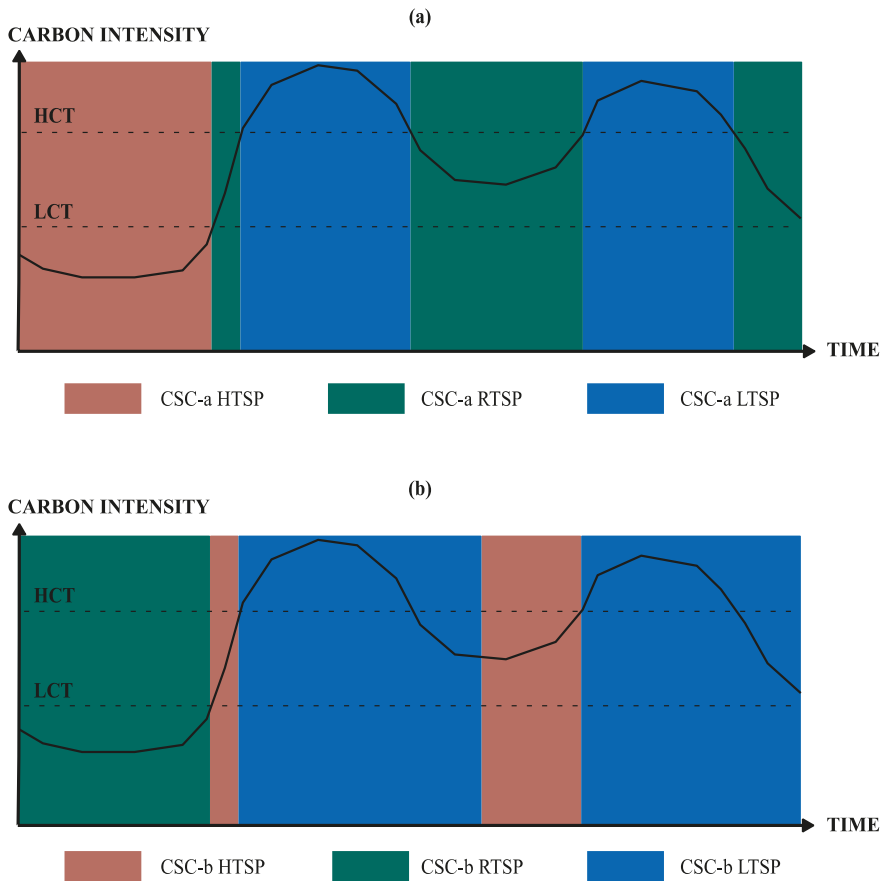 (a)
CARBON INTENSITY
HCT
LCT
TIME
CSC-a HTSP CSC-a RTSP CSC-a LTSP
(b)
CARBON INTENSITY
HCT
LCT
TIME
CSC-b HTSP CSC-b RTSP CSC-b LTSP